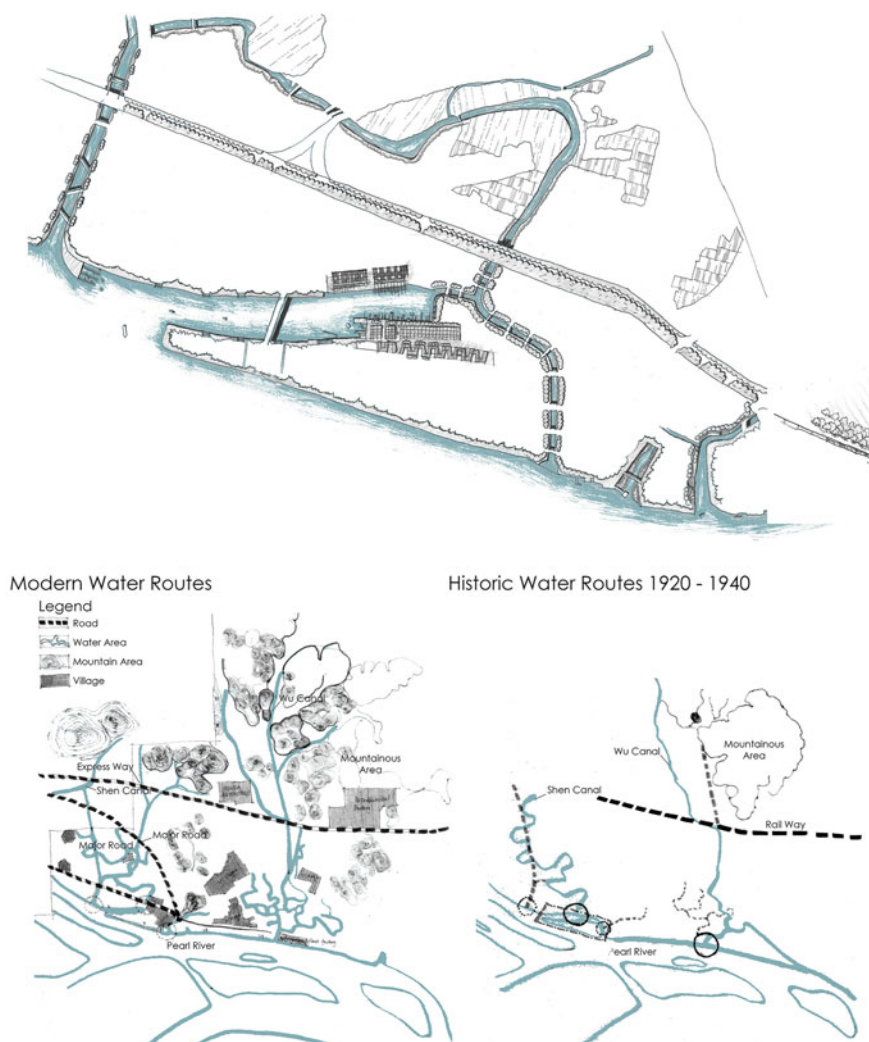 Modern Water Routes
Legend
Road
Water Area
Mountain Area
Village
Wu Canal
Express Way
Shen Canal
Mountainous
Area
Major Road
Major Road
Pearl River
Historic Water Routes 1920 - 1940
Wu Canal
Mountainous
Area
Shen Canal
Rail Way
earl River